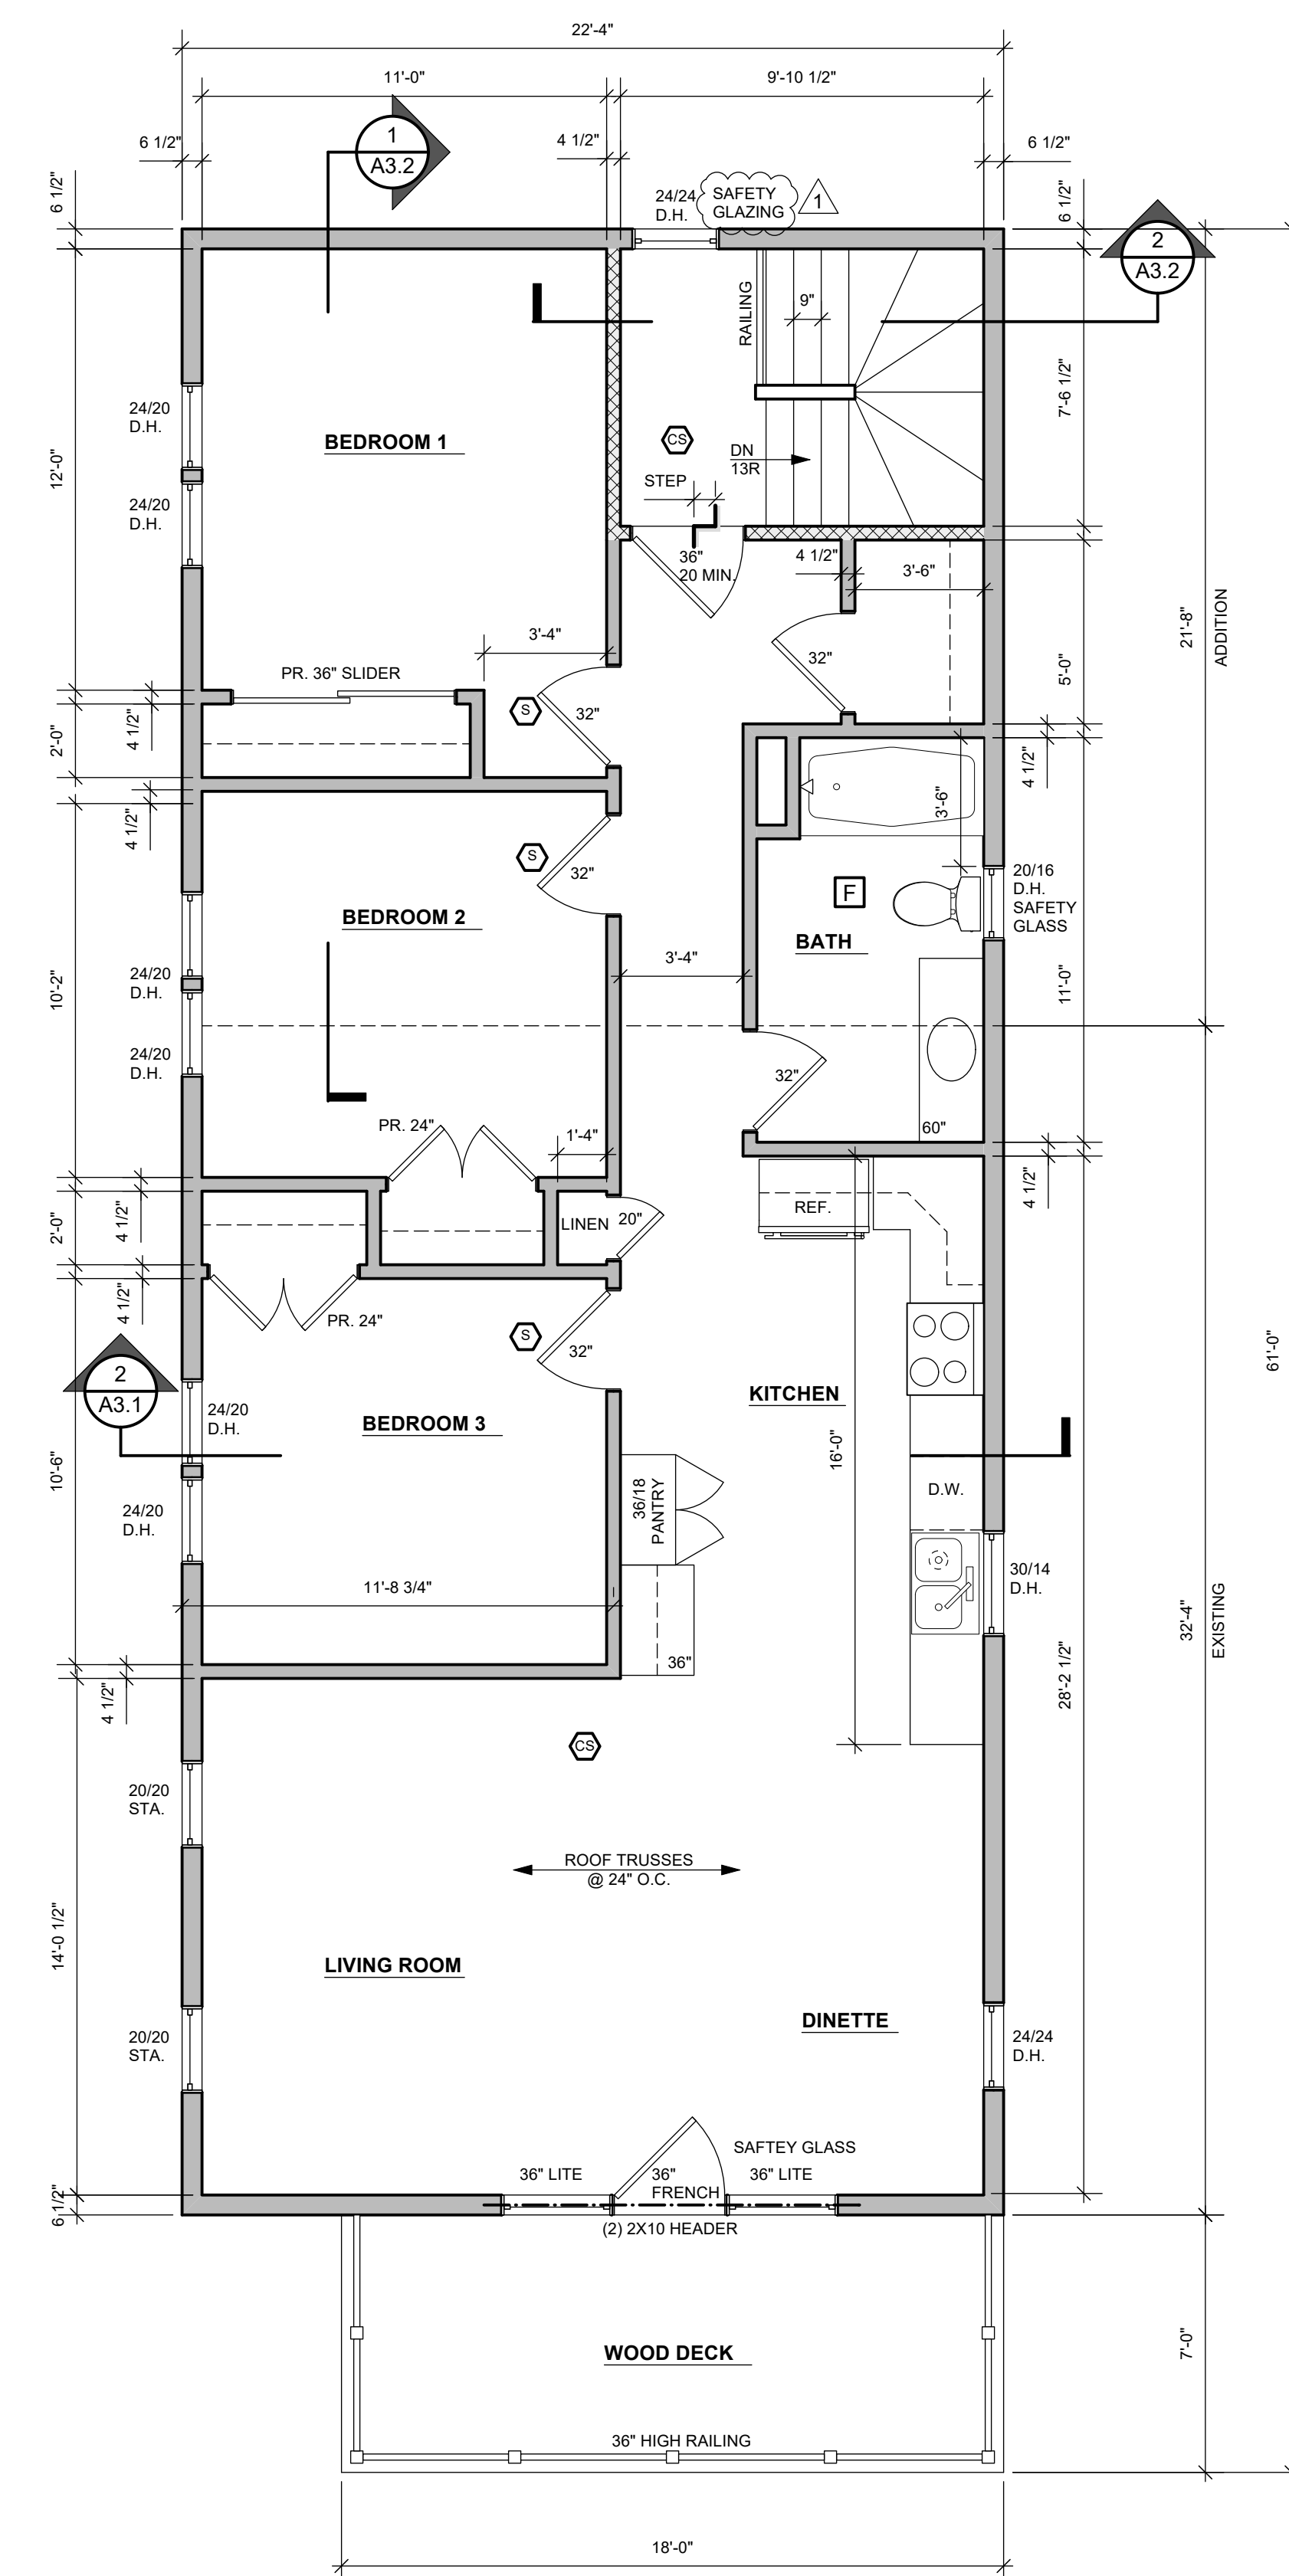 22'-4"
11'-0"
9'-10 1/2"
6 1/2"
1
A3.2
4 1/2"
6 1/2"
6 1/2"
24/24
D.H.
SAFETY
GLAZING
1
6 1/2"
2
A3.2
RAILING
9"
24/20
D.H.
BEDROOM 1
7'-6 1/2"
CS
DN
13R
STEP
12'-0"
24/20
D.H.
36"
20 MIN.
4 1/2"
3'-6"
21'-8"
ADDITION
3'-4"
32"
5'-0"
PR. 36" SLIDER
S
32"
2'-0"
4 1/2"
4 1/2"
3'-6"
4 1/2"
S
32"
20/16
D.H.
SAFETY
GLASS
F
BEDROOM 2
BATH
3'-4"
10'-2"
24/20
D.H.
11'-0"
24/20
D.H.
32"
PR. 24"
1'-4"
60"
4 1/2"
REF.
2'-0"
4 1/2"
LINEN
20"
4 1/2"
PR. 24"
S
32"
61'-0"
2
A3.1
24/20
D.H.
BEDROOM 3
KITCHEN
16'-0"
10'-6"
36/18
PANTRY
D.W.
24/20
D.H.
11'-8 3/4"
30/14
D.H.
32'-4"
EXISTING
36"
28'-2 1/2"
4 1/2"
CS
20/20
STA.
ROOF TRUSSES
@ 24" O.C.
14'-0 1/2"
LIVING ROOM
DINETTE
20/20
STA.
24/24
D.H.
SAFTEY GLASS
36" LITE
36"
FRENCH
36" LITE
6 1/2"
(2) 2X10 HEADER
WOOD DECK
7'-0"
36" HIGH RAILING
18'-0"